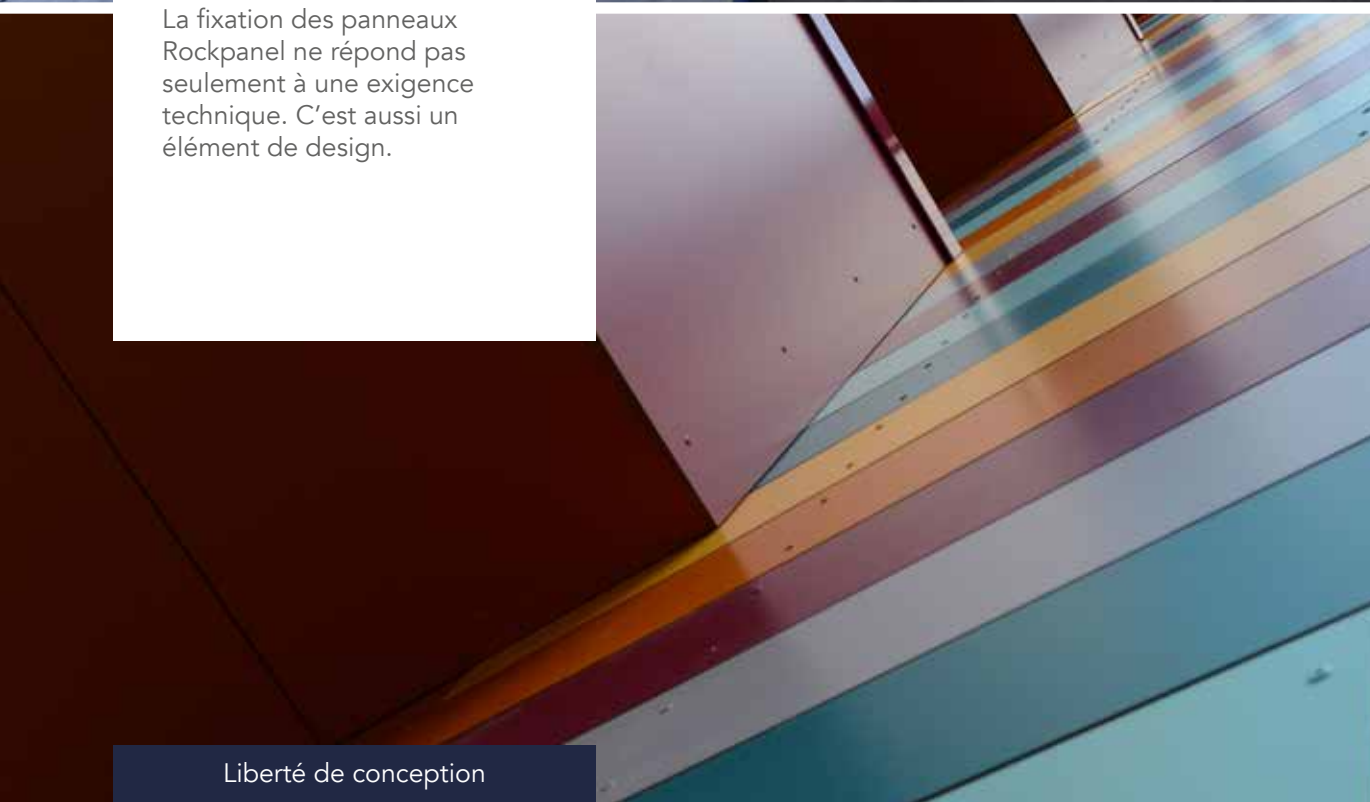 La fixation des panneaux
Rockpanel ne répond pas
seulement à une exigence
technique. C’est aussi un
élément de design.
Liberté de conception